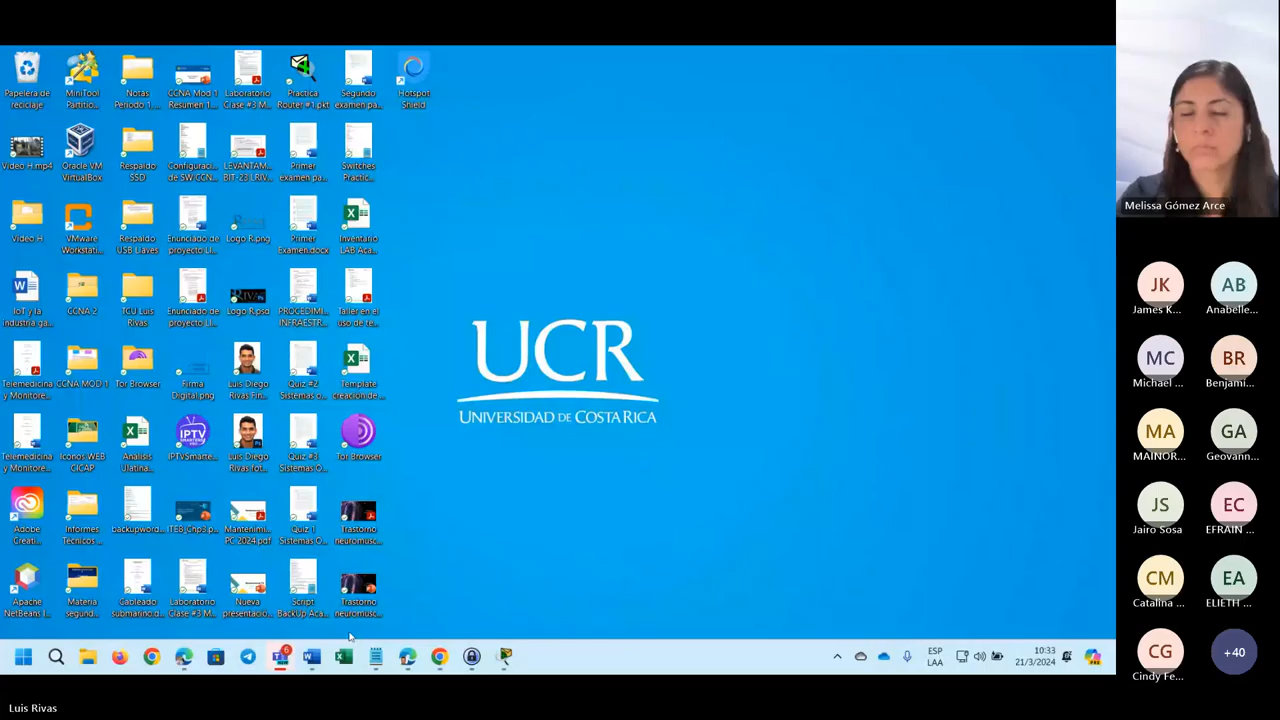 Papelera de
reciclaje
MiniTool
Partitio...
Notas
Periodo 1, ...
CCNA Mod 1
Resumen 1...
Laboratorio
Clase #3 M...
Practica
Router #1.pkt
Segundo
examen pa...
Hotspot
Shield
Video H.mp4
Oracle VM
VirtualBox
Respaldo
SSD
Configuraci...
de SW CCN...
LEVANTAM...
BIT-23 LRIV...
Primer
examen pa...
Switches
Practic...
Video H
VMware
Workstati...
Respaldo
USB Llaves
Enunciado de
proyecto II...
Logo R.png
Primer
Examen.docx
Inventario
LAB Aca...
IoT y la
industria ga...
CCNA 2
TCU Luis
Rivas
Enunciado de
proyecto II...
Logo R.psd
PROCEDIMI...
INFRAESTR...
Taller en el
uso de te...
Telemedicina
y Monitore...
CCNA MOD 1
Tor Browser
Firma
Digital.png
Luis Diego
Rivas Fin...
Quiz #2
Sistemas o...
Template
creacion de ...
Telemedicina
y Monitore...
Iconos WEB
CICAP
Analisis
Ulatina...
IPTVSmarte...
Luis Diego
Rivas fot...
Quiz #3
Sistemas O...
Tor Browser
Adobe
Creati...
Informes
Tecnicos ...
backupword...
ITEB_Chp3.p...
Mantenimi...
PC 2024.pdf
Quiz 1
Sistemas O...
Trastorno
neuromusc...
Apache
NetBeans I...
Materia
segund...
Cableado
submarino.d...
Laboratorio
Clase #3 M...
Nueva
presentacio...
Script
BackUp Aca...
Trastorno
neuromusc...
UCR
UNIVERSIDAD DE COSTA RICA
6
ESP
LAA
10:33
21/3/2024
Melissa Gómez Arce
JK
James K...
AB
Anabelle...
MC
Michael ...
BR
Benjami...
MA
MAINOR...
GA
Geovann...
JS
Jairo Sosa
EC
EFRAIN ...
CM
Catalina ...
EA
ELIETH ...
CG
Cindy Fe...
+40
Luis Rivas